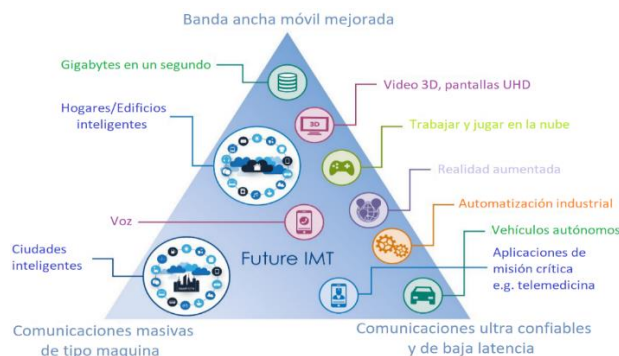 Banda ancha móvil mejorada
Gigabytes en un segundo
Video 3D, pantallas UHD
3D
Hogares/Edificios
inteligentes
Trabajar y jugar en la nube
Realidad aumentada
Voz
Automatización industrial
Ciudades
inteligentes
Future IMT
Vehículos autónomos
Aplicaciones de
misión crítica
e.g. telemedicina
Comunicaciones masivas
de tipo maquina
Comunicaciones ultra confiables
y de baja latencia